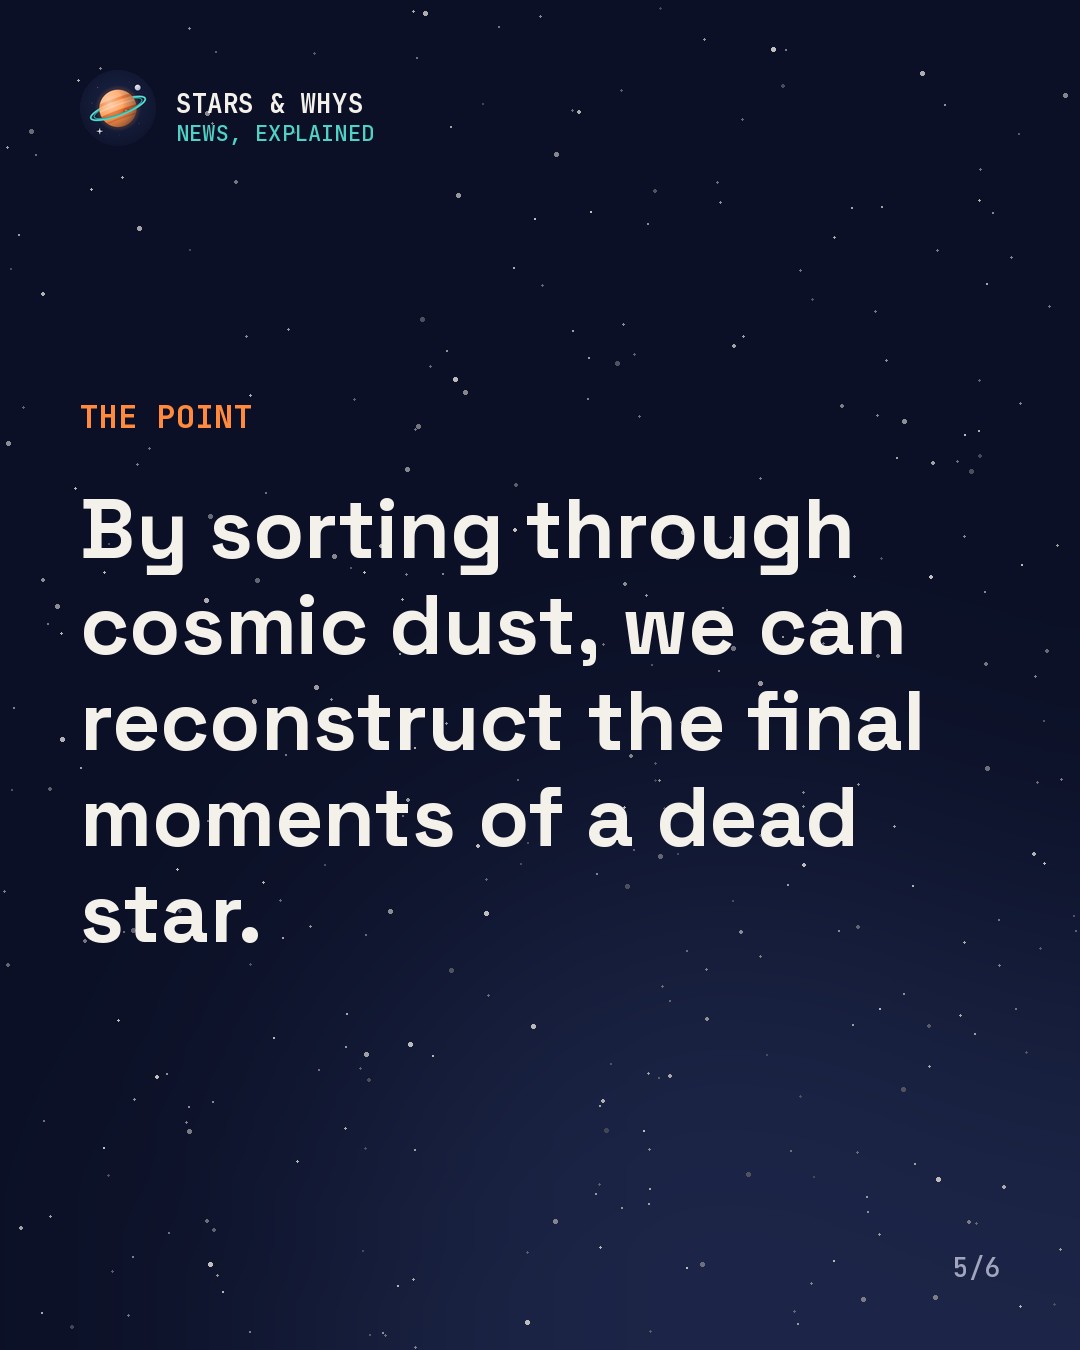 STARS & WHYS
NEWS, EXPLAINED
THE POINT
By sorting through
cosmic dust, we can
reconstruct the final
moments of a dead
star.
5/6